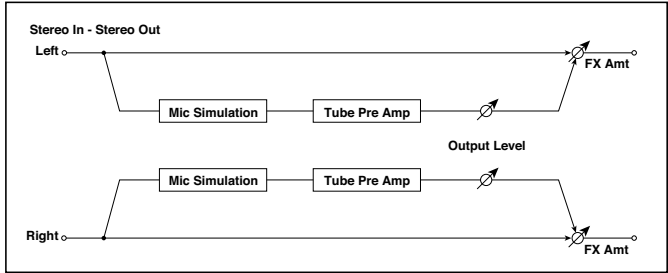 Stereo In - Stereo Out
Left
FX Amt
Mic Simulation
Tube Pre Amp
Output Level
Mic Simulation
Tube Pre Amp
Right
FX Amt